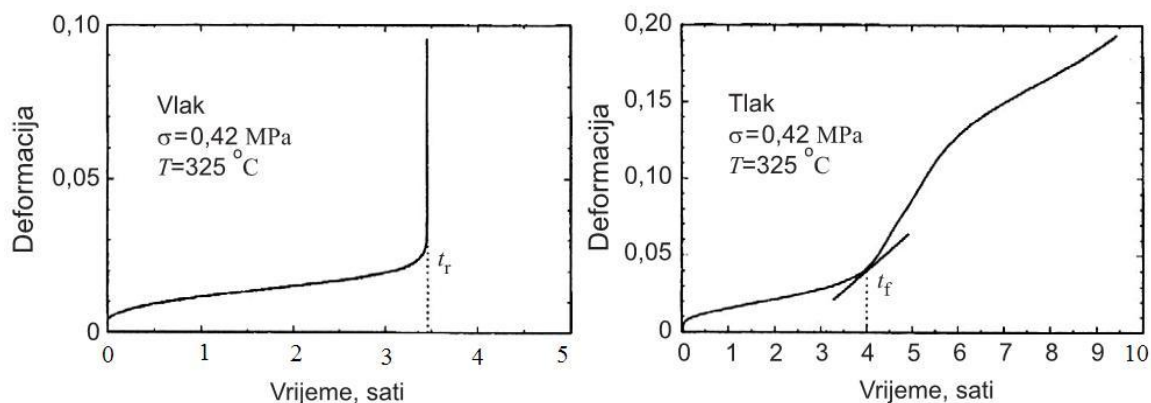 0,10
0,05
0
Deformacija
Vlak
σ=0,42 MPa
T=325 °C
t_r
0 1 2 3 4 5
Vrijeme, sati
0,20
0,15
0,10
0,05
0
Deformacija
Tlak
σ=0,42 MPa
T=325 °C
t_f
0 1 2 3 4 5 6 7 8 9 10
Vrijeme, sati